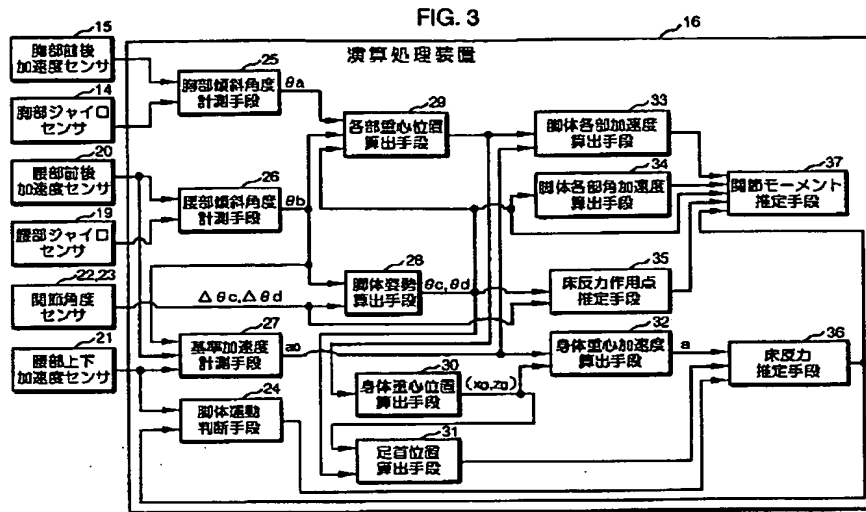 FIG. 3
16
演算処理装置
15
胸部前後
加速度センサ
14
胸部ジャイロ
センサ
20
腰部前後
加速度センサ
19
腰部ジャイロ
センサ
22,23
関節角度
センサ
21
腰部上下
加速度センサ
25
胸部傾斜角度
計測手段
θa
26
腰部傾斜角度
計測手段
θb
Δθc,Δθd
27
基準加速度
計測手段
a₀
24
脚体運動
判断手段
29
各部重心位置
算出手段
28
脚体姿勢
算出手段
θc,θd
30
身体重心位置
算出手段
(x₀,z₀)
31
足首位置
算出手段
33
脚体各部加速度
算出手段
34
脚体各部角加速度
算出手段
35
床反力作用点
推定手段
32
身体重心加速度
算出手段
a
37
関節モーメント
推定手段
36
床反力
推定手段